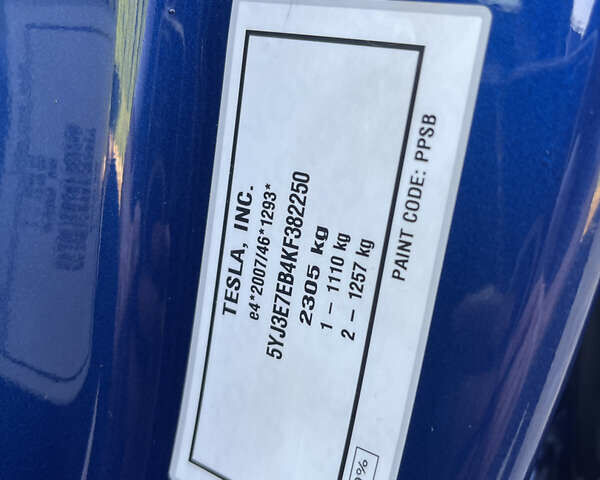 TESLA, INC.
e4*2007/46*1293*
5YJ3E7EB4KF382250
2305 kg
1 – 1110 kg
2 – 1257 kg
PAINT CODE: PPSB